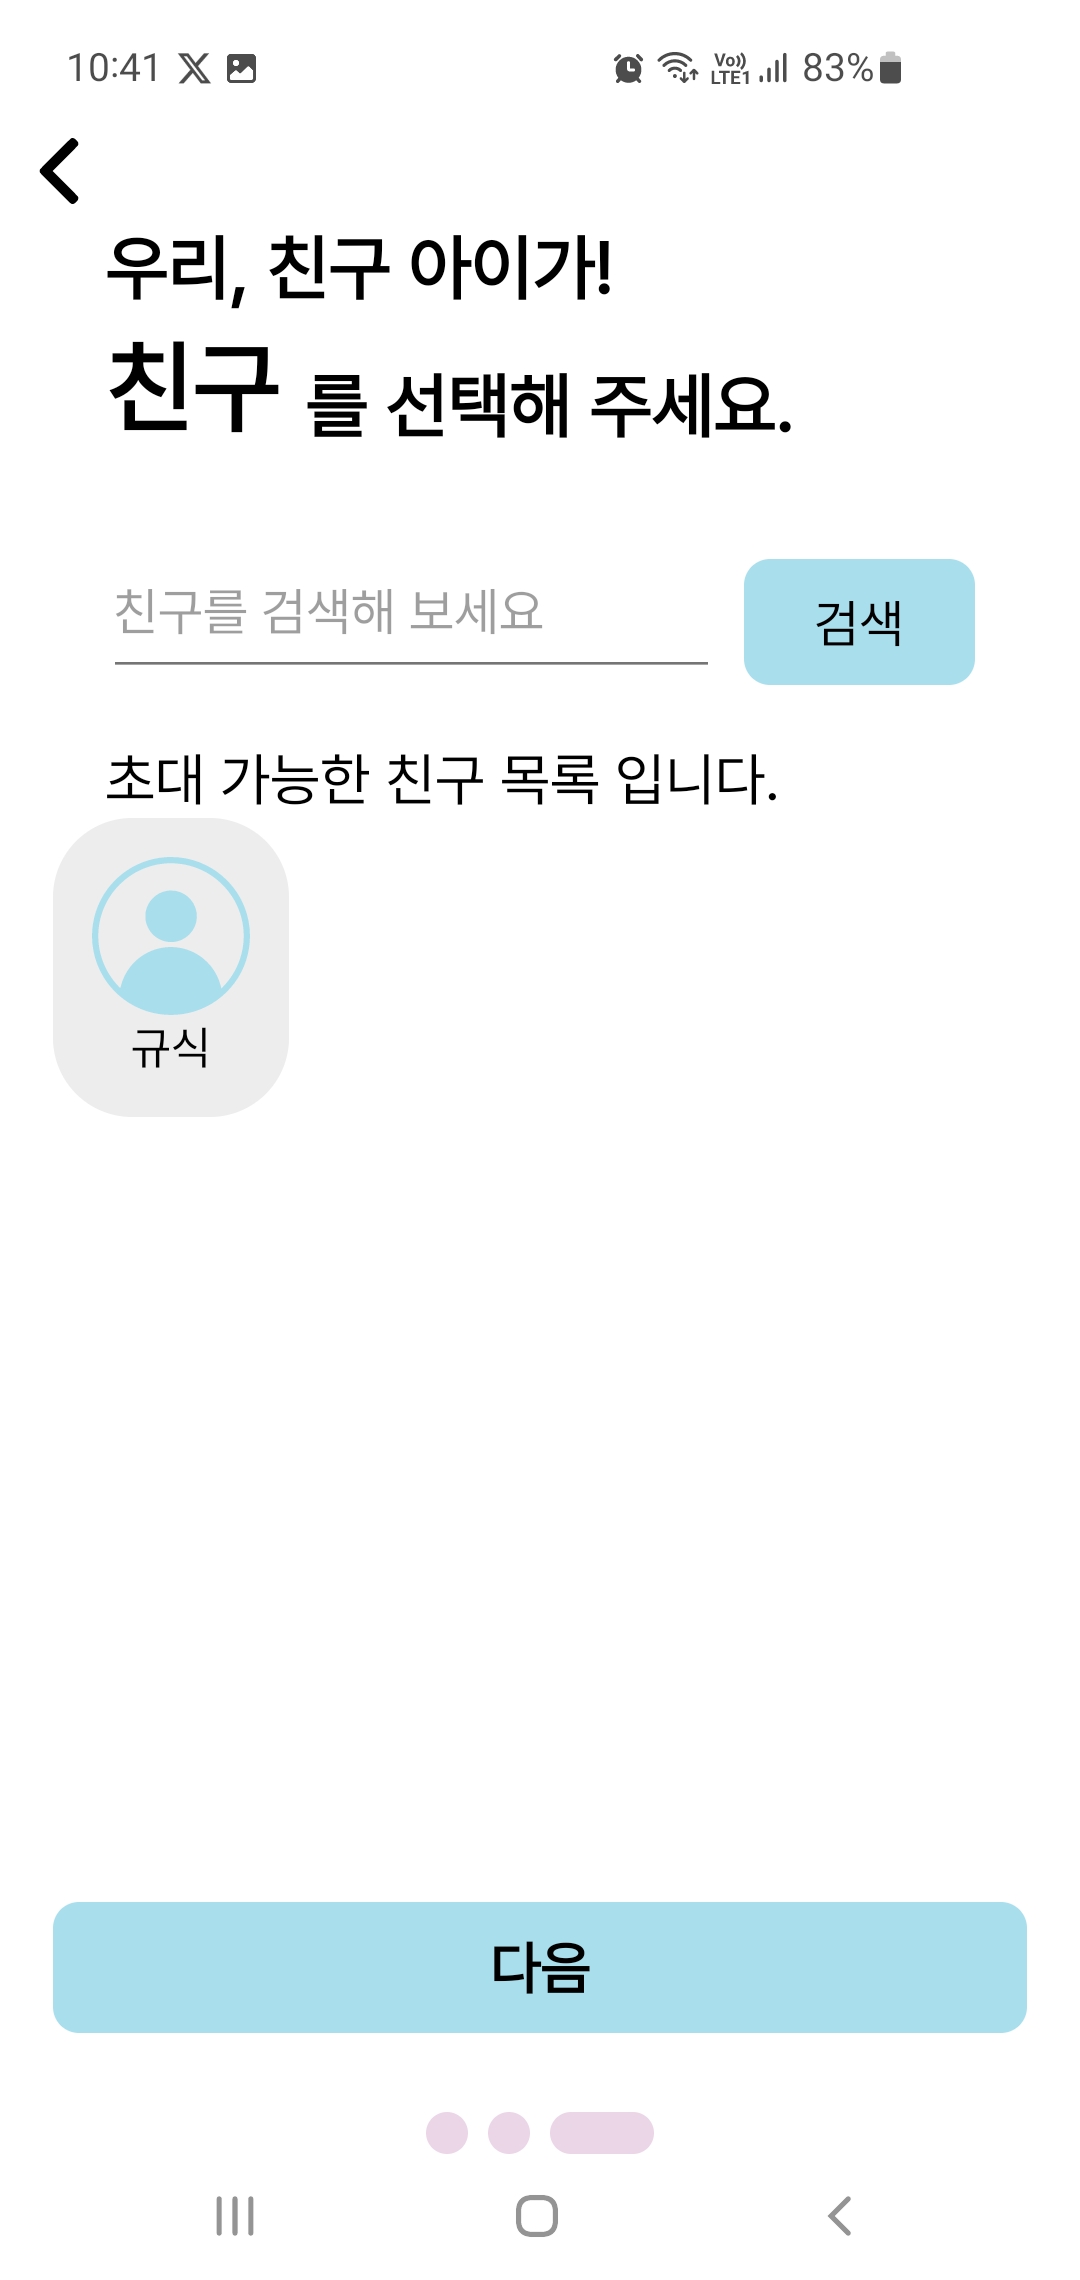 10:41 Vo)) LTE1 83%
우리, 친구 아이가!
친구 를 선택해 주세요.
친구를 검색해 보세요 검색
초대 가능한 친구 목록 입니다.
규식
다음